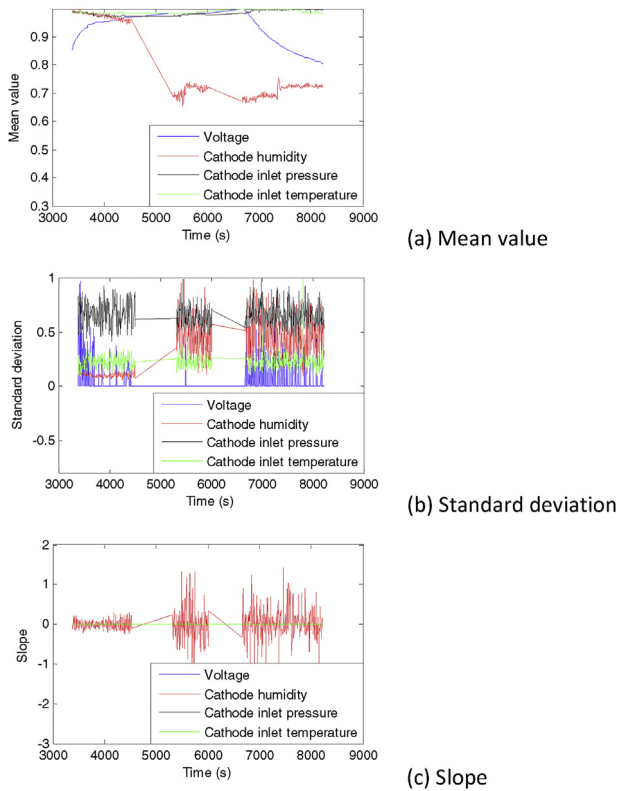 0.9
0.8
0.7
0.6
0.5
0.4
0.3
Mean value
Voltage
Cathode humidity
Cathode inlet pressure
Cathode inlet temperature
3000 4000 5000 6000 7000 8000 9000
Time (s)
(a) Mean value
1
0.5
0
-0.5
Standard deviation
Voltage
Cathode humidity
Cathode inlet pressure
Cathode inlet temperature
3000 4000 5000 6000 7000 8000 9000
Time (s)
(b) Standard deviation
2
1
0
-1
-2
-3
Slope
Voltage
Cathode humidity
Cathode inlet pressure
Cathode inlet temperature
3000 4000 5000 6000 7000 8000 9000
Time (s)
(c) Slope